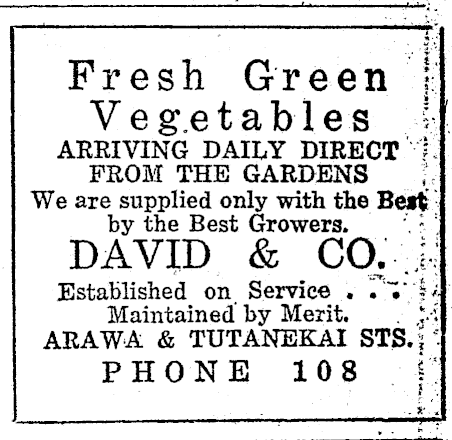 Fresh Green
Vegetables
ARRIVING DAILY DIRECT
FROM THE GARDENS
We are supplied only with the Best
by the Best Growers.
DAVID & CO.
Established on Service . . .
Maintained by Merit.
ARAWA & TUTANEKAI STS.
PHONE 108